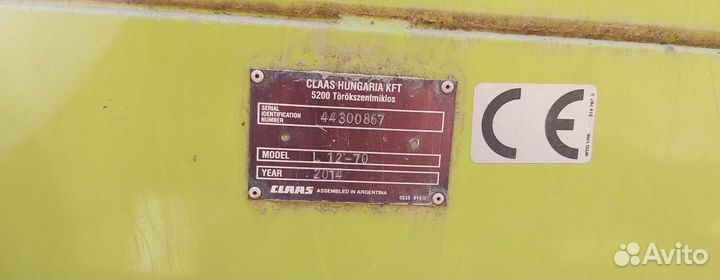 CLAAS HUNGARIA KFT
5200 Törökszentmiklos
SERIAL
IDENTIFICATION
NUMBER
44300867
MODEL
L 12-70
YEAR
2014
CLAAS ASSEMBLED IN ARGENTINA
CE
Avito